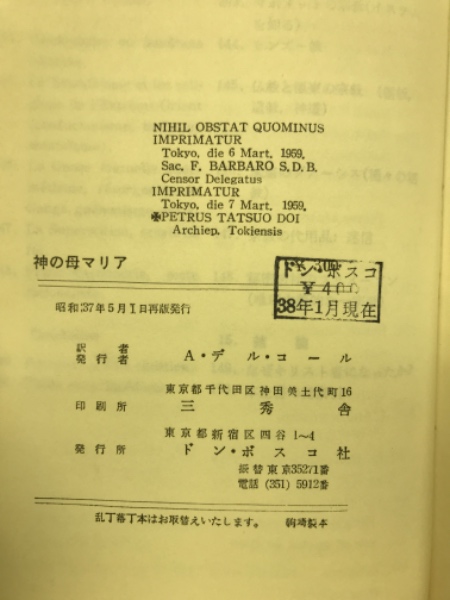 NIHIL OBSTAT QUOMINUS
IMPRIMATUR
Tokyo, die 6 Mart. 1959.
Sac. F. BARBARO S.D.B.
Censor Delegatus
IMPRIMATUR
Tokyo, die 7 Mart. 1959.
✠PETRUS TATSUO DOI
Archiep. Tokiensis
神の母マリア
ドン・ボスコ
¥400
38年1月現在
昭和37年5月1日再版発行
訳者
発行者 A・デル・コール
東京都千代田区神田美土代町16
印刷所 三秀舎
東京都新宿区四谷1~4
発行所 ドン・ボスコ社
振替東京35271番
電話 (351) 5912番
乱丁落丁本はお取替えいたします。 駒崎製本